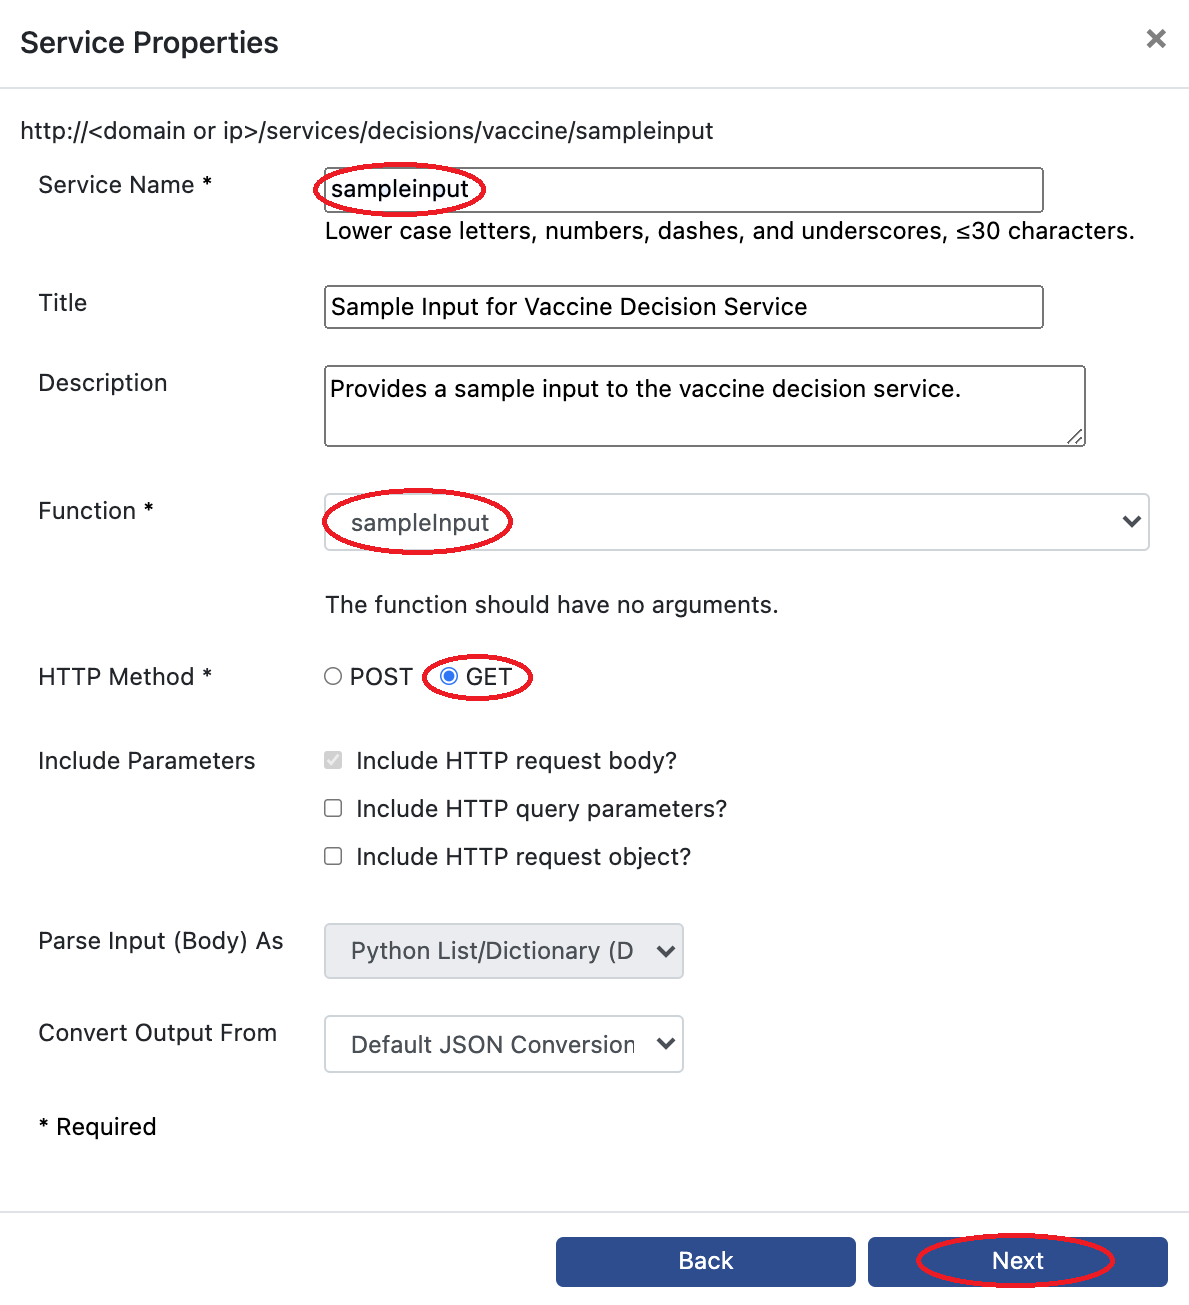 Service Properties
http://<domain or ip>/services/decisions/vaccine/sampleinput
Service Name *
sampleinput
Lower case letters, numbers, dashes, and underscores, ≤30 characters.
Title
Sample Input for Vaccine Decision Service
Description
Provides a sample input to the vaccine decision service.
Function *
sampleInput
The function should have no arguments.
HTTP Method *
POST GET
Include Parameters
Include HTTP request body?
Include HTTP query parameters?
Include HTTP request object?
Parse Input (Body) As
Python List/Dictionary (D
Convert Output From
Default JSON Conversion
* Required
Back
Next